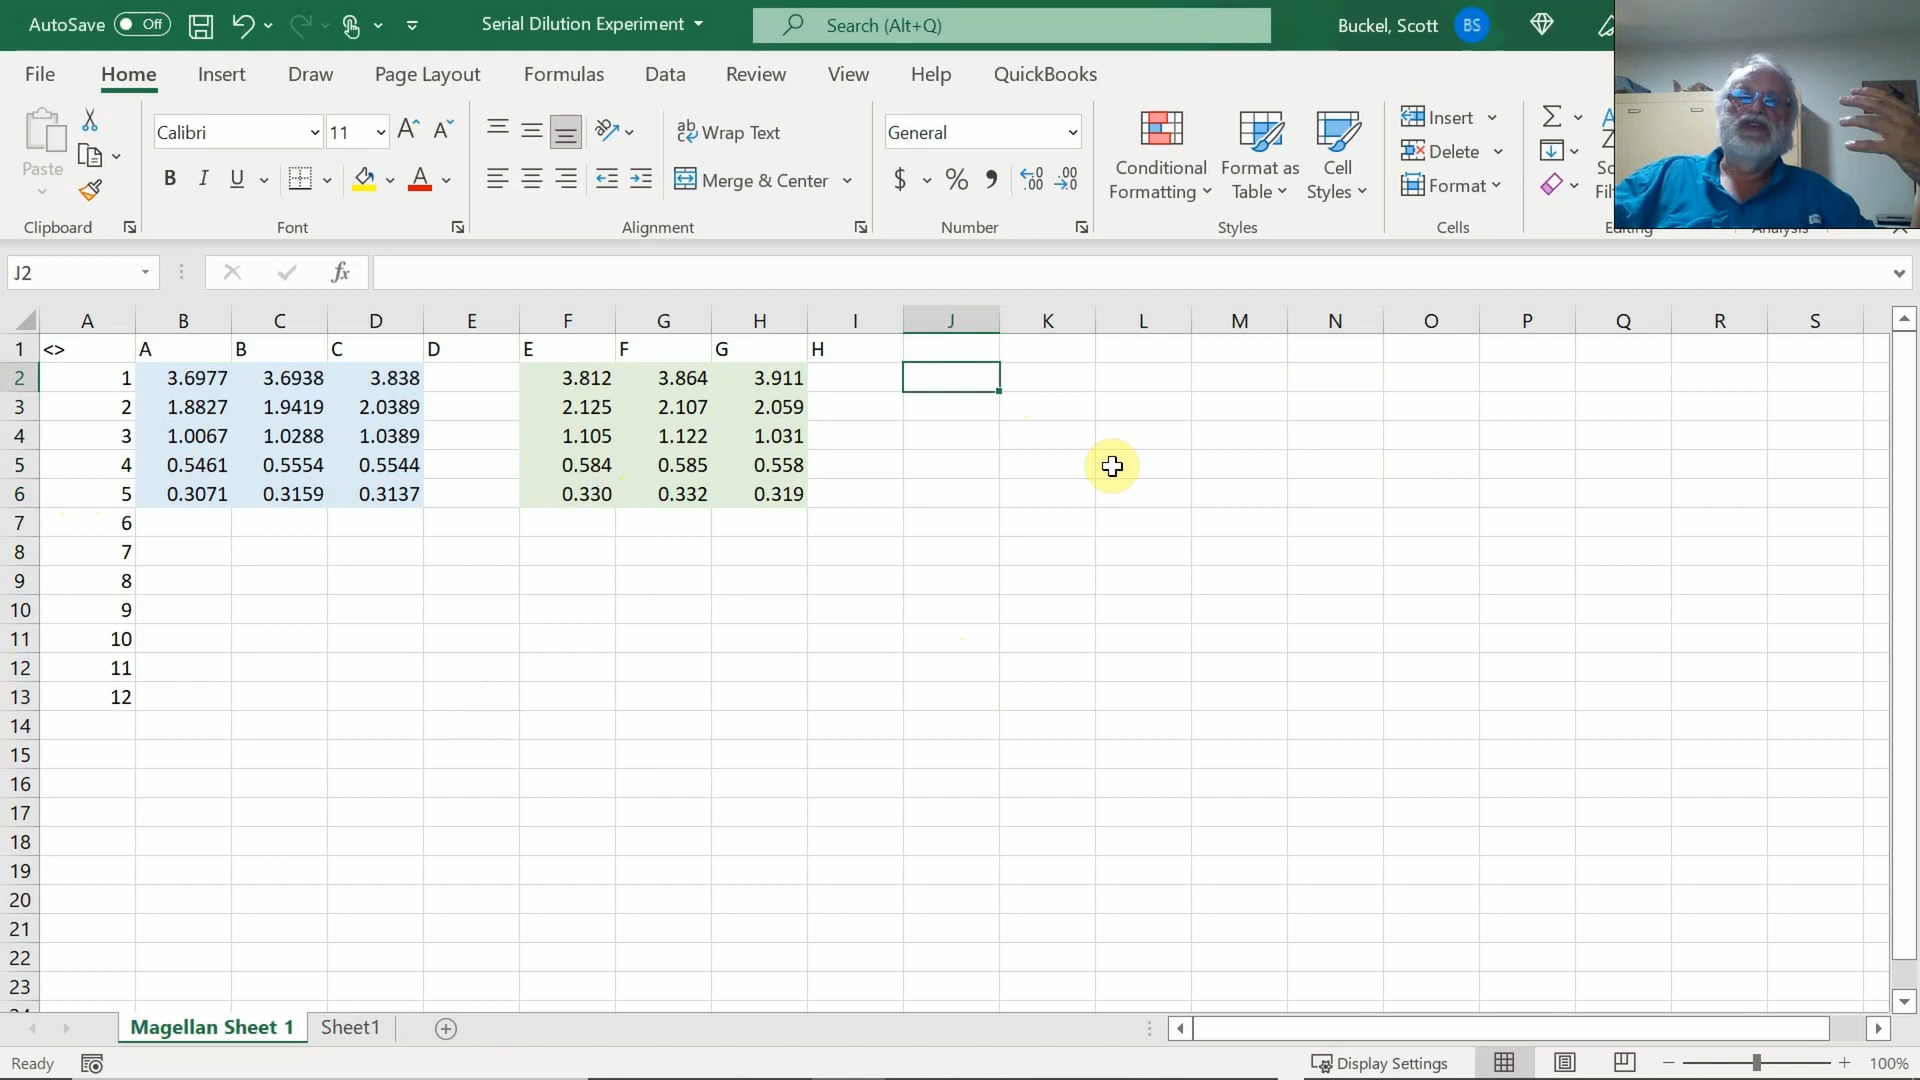 AutoSave Off Serial Dilution Experiment Search (Alt+Q) Buckel, Scott BS
File Home Insert Draw Page Layout Formulas Data Review View Help QuickBooks
Paste
Calibri 11
B I U A
ab Wrap Text
Merge & Center
General
$ % 9 .00 .00
Conditional Formatting
Format as Table
Cell Styles
Insert
Delete
Format
Clipboard Font Alignment Number Styles Cells
J2 fx
A B C D E F G H I J K L M N O P Q R S
1 <> A B C D E F G H
2 1 3.6977 3.6938 3.838 3.812 3.864 3.911
3 2 1.8827 1.9419 2.0389 2.125 2.107 2.059
4 3 1.0067 1.0288 1.0389 1.105 1.122 1.031
5 4 0.5461 0.5554 0.5544 0.584 0.585 0.558
6 5 0.3071 0.3159 0.3137 0.330 0.332 0.319
7 6
8 7
9 8
10 9
11 10
12 11
13 12
14
15
16
17
18
19
20
21
22
23
Magellan Sheet 1 Sheet1
Ready Display Settings 100%